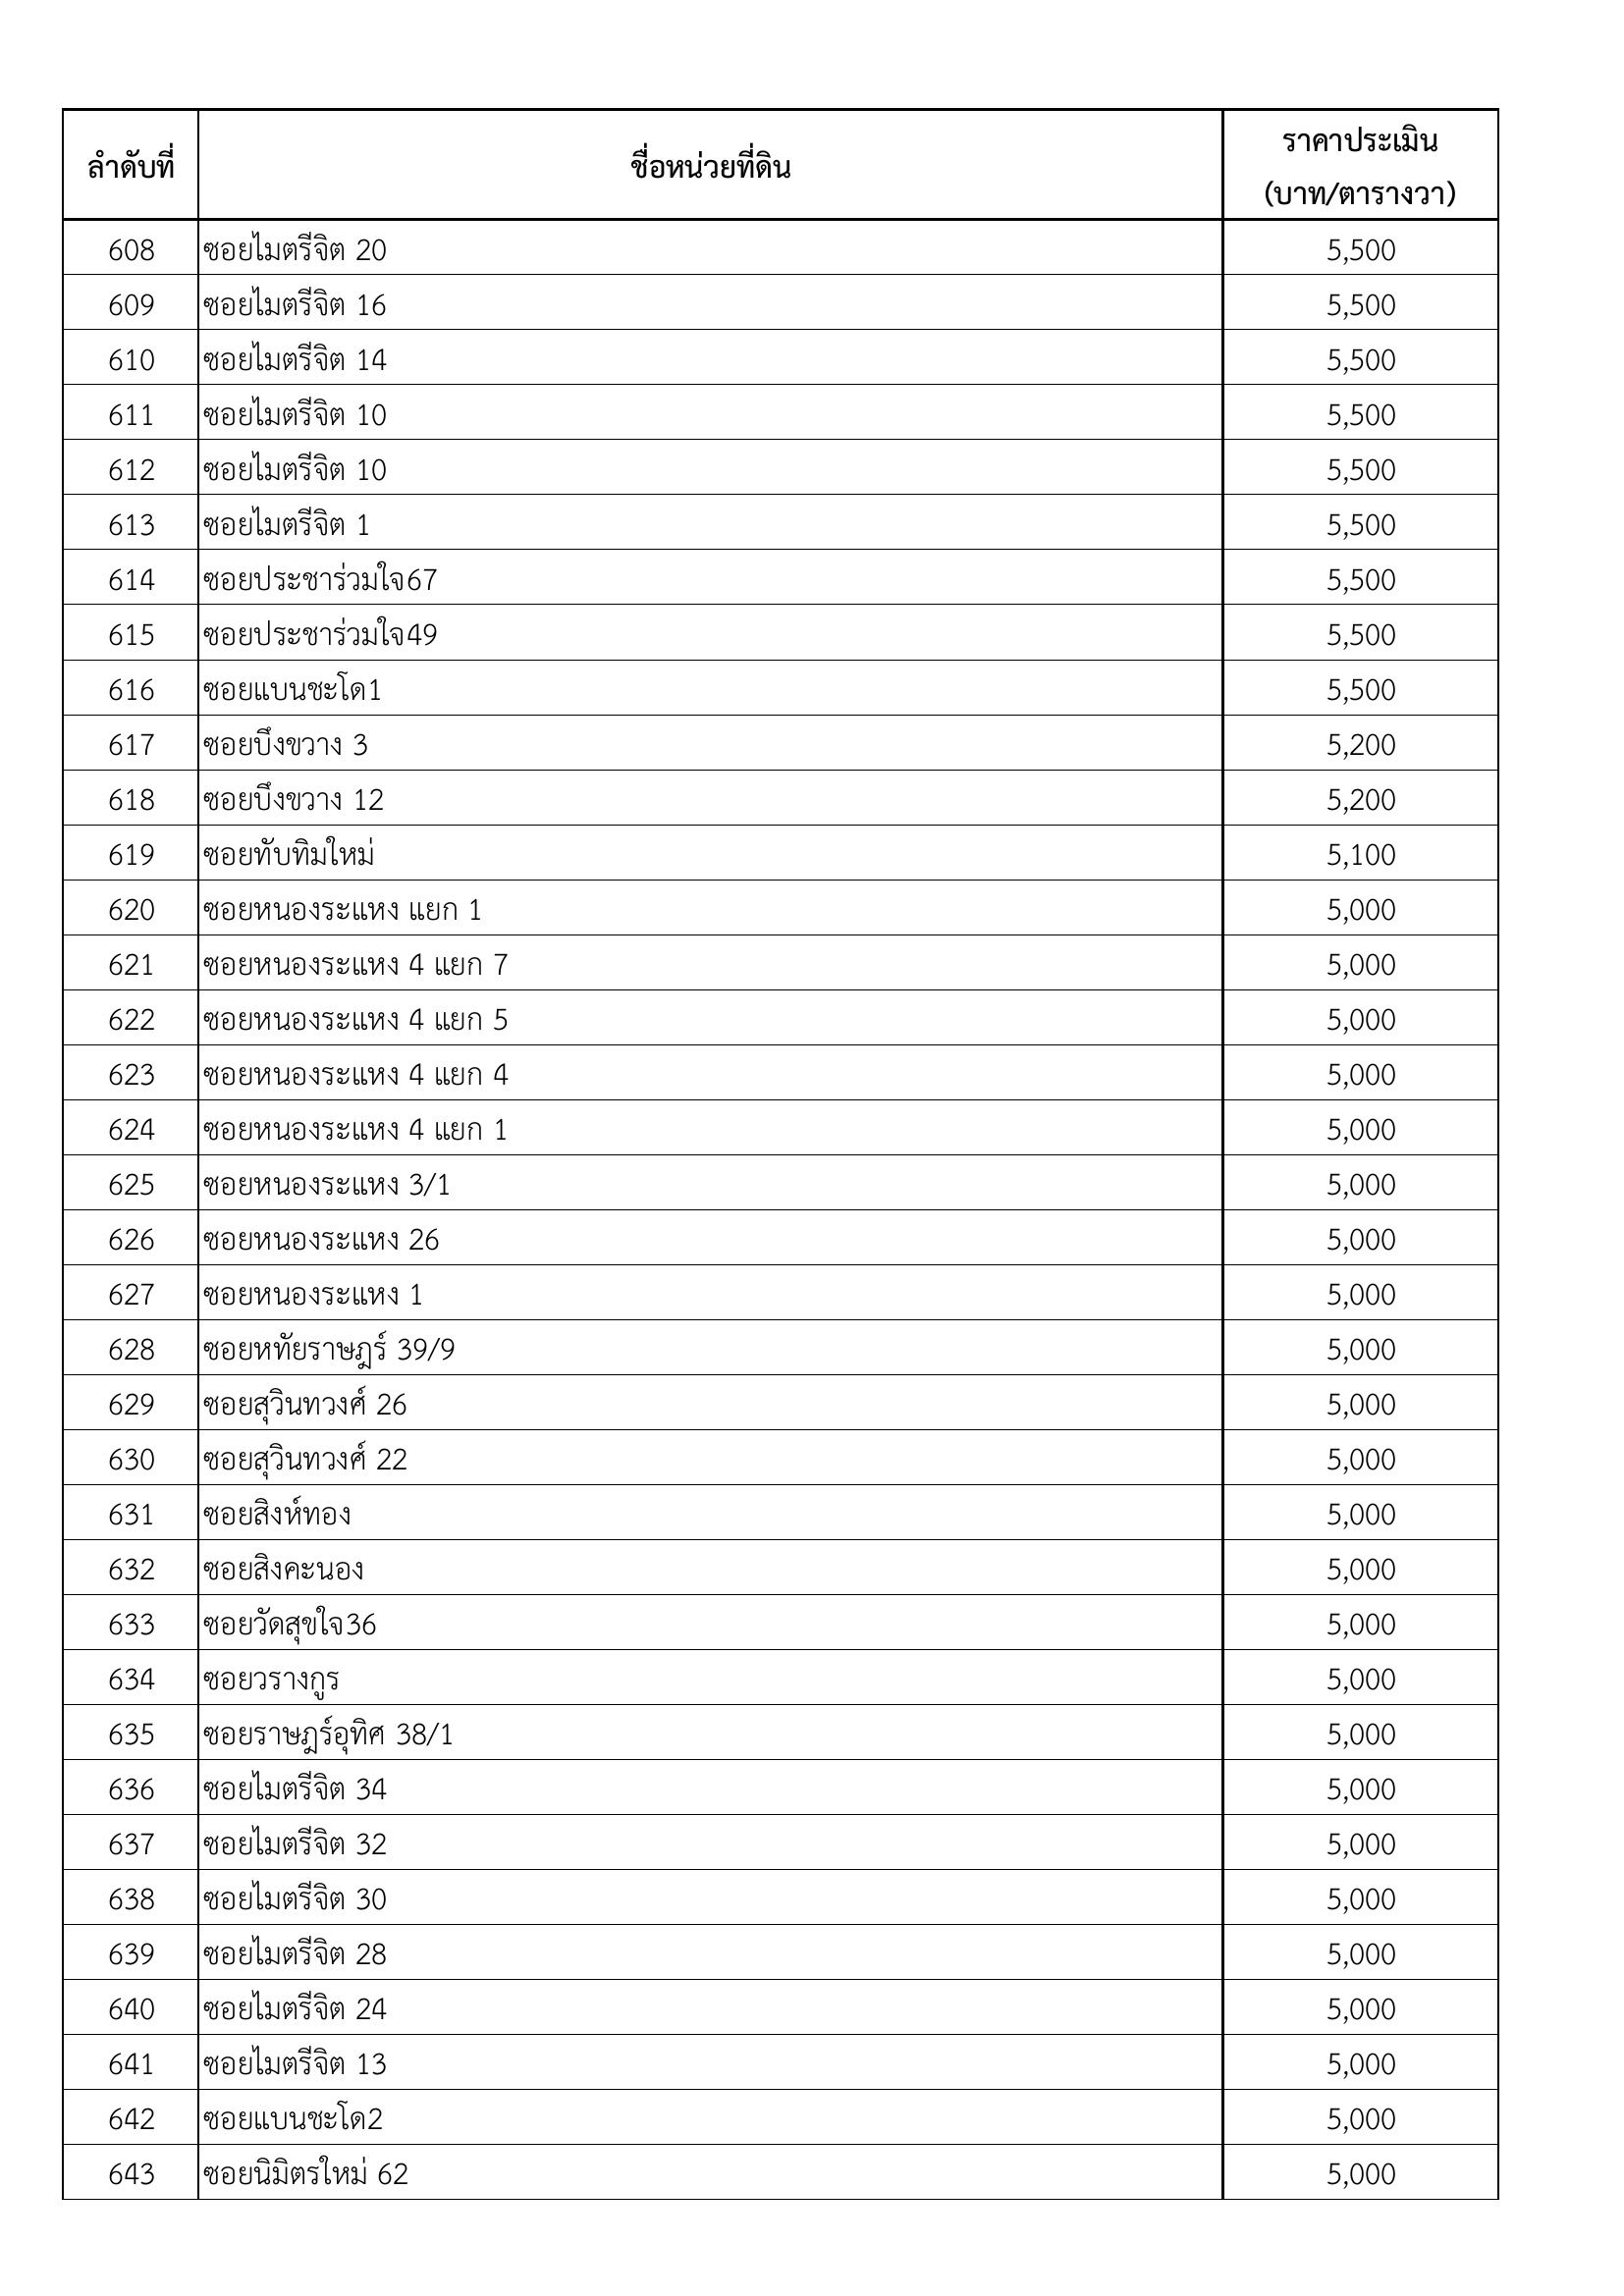 ลำดับที่ ชื่อหน่วยที่ดิน ราคาประเมิน
(บาท/ตารางวา)
608 ซอยไมตรีจิต 20 5,500
609 ซอยไมตรีจิต 16 5,500
610 ซอยไมตรีจิต 14 5,500
611 ซอยไมตรีจิต 10 5,500
612 ซอยไมตรีจิต 10 5,500
613 ซอยไมตรีจิต 1 5,500
614 ซอยประชาร่วมใจ67 5,500
615 ซอยประชาร่วมใจ49 5,500
616 ซอยแบนชะโด1 5,500
617 ซอยบึงขวาง 3 5,200
618 ซอยบึงขวาง 12 5,200
619 ซอยทับทิมใหม่ 5,100
620 ซอยหนองระแหง แยก 1 5,000
621 ซอยหนองระแหง 4 แยก 7 5,000
622 ซอยหนองระแหง 4 แยก 5 5,000
623 ซอยหนองระแหง 4 แยก 4 5,000
624 ซอยหนองระแหง 4 แยก 1 5,000
625 ซอยหนองระแหง 3/1 5,000
626 ซอยหนองระแหง 26 5,000
627 ซอยหนองระแหง 1 5,000
628 ซอยหทัยราษฎร์ 39/9 5,000
629 ซอยสุวินทวงศ์ 26 5,000
630 ซอยสุวินทวงศ์ 22 5,000
631 ซอยสิงห์ทอง 5,000
632 ซอยสิงคะนอง 5,000
633 ซอยวัดสุขใจ36 5,000
634 ซอยวรางกูร 5,000
635 ซอยราษฎร์อุทิศ 38/1 5,000
636 ซอยไมตรีจิต 34 5,000
637 ซอยไมตรีจิต 32 5,000
638 ซอยไมตรีจิต 30 5,000
639 ซอยไมตรีจิต 28 5,000
640 ซอยไมตรีจิต 24 5,000
641 ซอยไมตรีจิต 13 5,000
642 ซอยแบนชะโด2 5,000
643 ซอยนิมิตรใหม่ 62 5,000